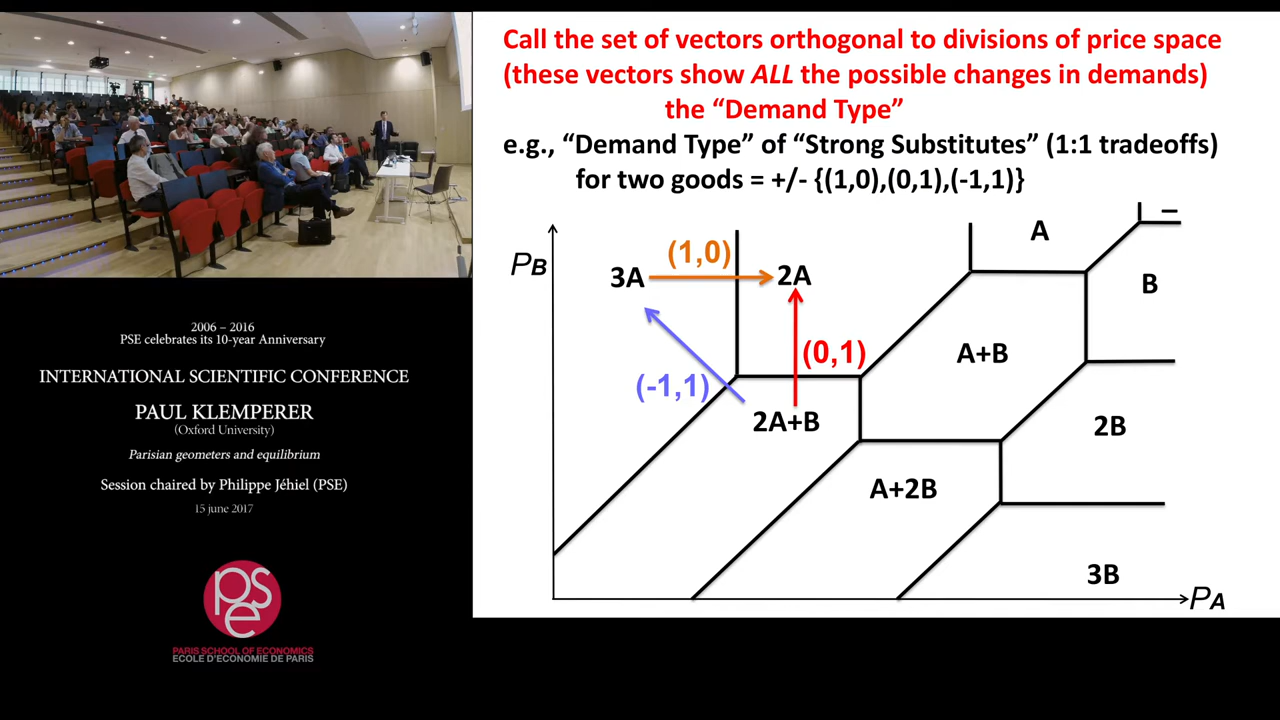 2006 – 2016
PSE celebrates its 10-year Anniversary
INTERNATIONAL SCIENTIFIC CONFERENCE
PAUL KLEMPERER
(Oxford University)
Parisian geometers and equilibrium
Session chaired by Philippe Jéhiel (PSE)
15 june 2017
pse
PARIS SCHOOL OF ECONOMICS
ECOLE D'ECONOMIE DE PARIS
Call the set of vectors orthogonal to divisions of price space
(these vectors show ALL the possible changes in demands)
the “Demand Type”
e.g., “Demand Type” of “Strong Substitutes” (1:1 tradeoffs)
for two goods = +/- {(1,0),(0,1),(-1,1)}
PB
3A
(1,0)
2A
A
–
B
(-1,1)
(0,1)
A+B
2A+B
2B
A+2B
3B
PA